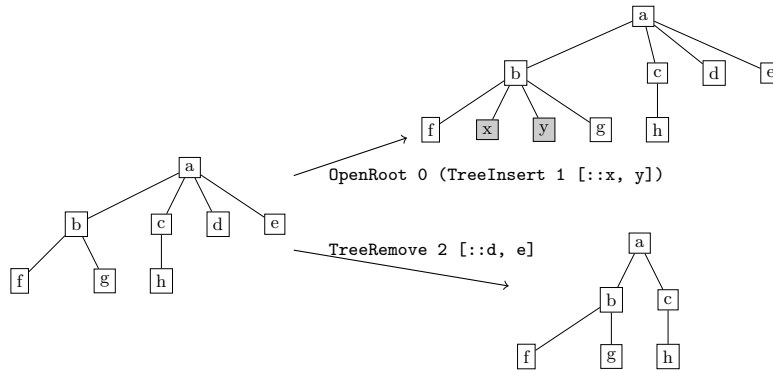 a
b c d e
f x y g h
OpenRoot 0 (TreeInsert 1 [::x, y])
a
b c d e
f g h
TreeRemove 2 [::d, e]
a
b c
f g h